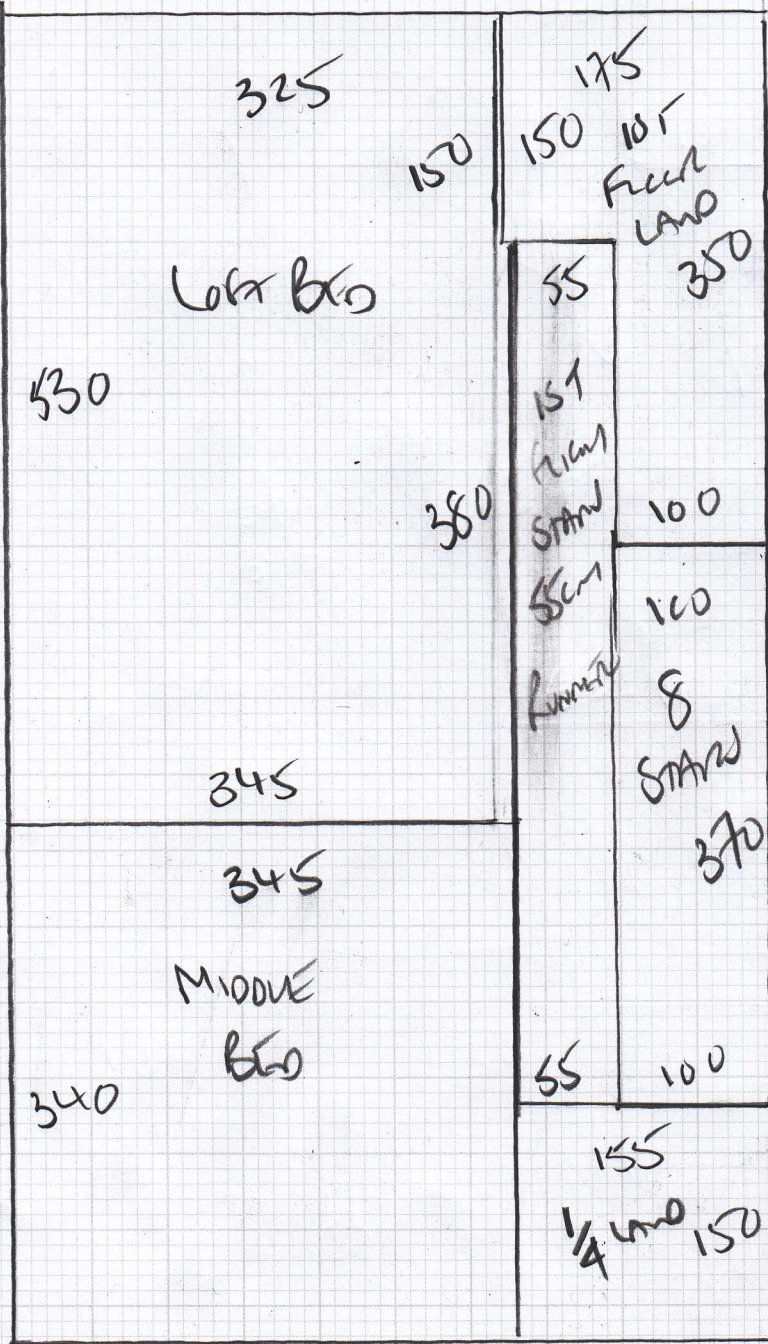 325
150
LOFT BED
530
380
345
175
150 1ST
FLOOR
LAND
350
100
55
1ST
FLIGHT
STAIRS
55CM
RUNNER
100
8
STAIRS
370
55
100
345
MIDDLE
BED
340
155
1/4 LAND 150